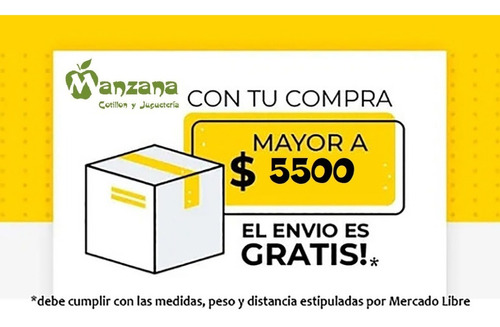 Manzana
Cotillon y Jugueteria
CON TU COMPRA
MAYOR A
$ 5500
EL ENVIO ES
GRATIS!*
*debe cumplir con las medidas, peso y distancia estipuladas por Mercado Libre